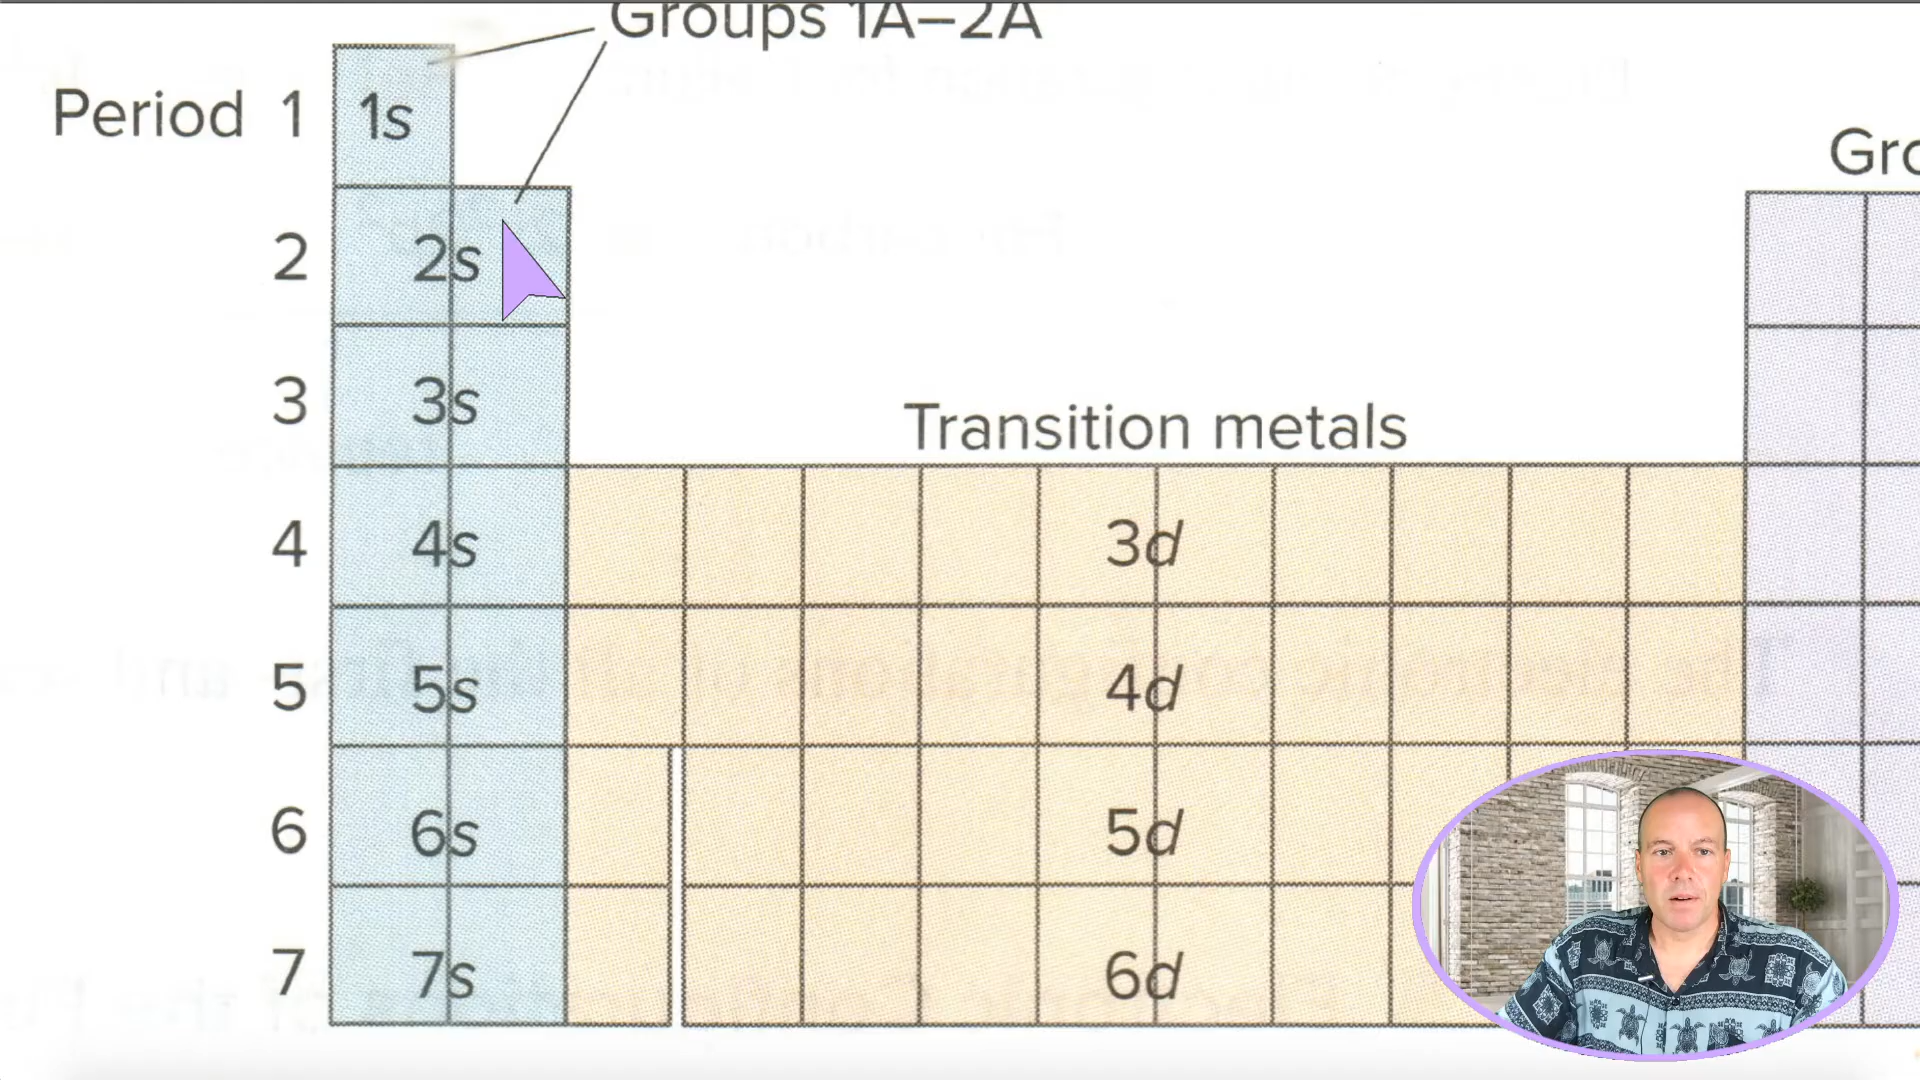 Groups 1A–2A
Period 1 1s
Gro
2 2s
3 3s
Transition metals
4 4s 3d
5 5s 4d
6 6s 5d
7 7s 6d